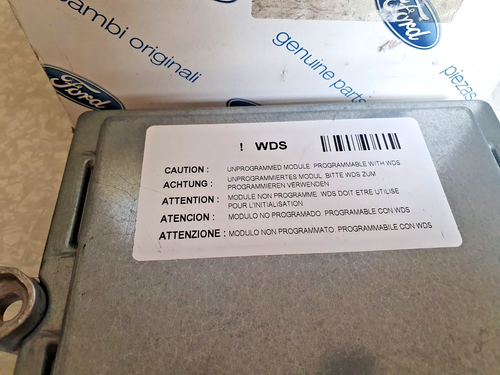 cambi originali
Ford
genuine parts
Ford
piezas
Ford
! WDS
CAUTION : UNPROGRAMMED MODULE. PROGRAMMABLE WITH WDS
ACHTUNG : UNPROGRAMMIERTES MODUL. BITTE WDS ZUM
PROGRAMMIEREN VERWENDEN
ATTENTION : MODULE NON PROGRAMME. WDS DOIT ETRE UTILISE
POUR L'INITIALISATION
ATENCION : MODULO NO PROGRAMADO. PROGRAMABLE CON WDS
ATTENZIONE : MODULO NON PROGRAMMATO. PROGRAMMABILE CON WDS